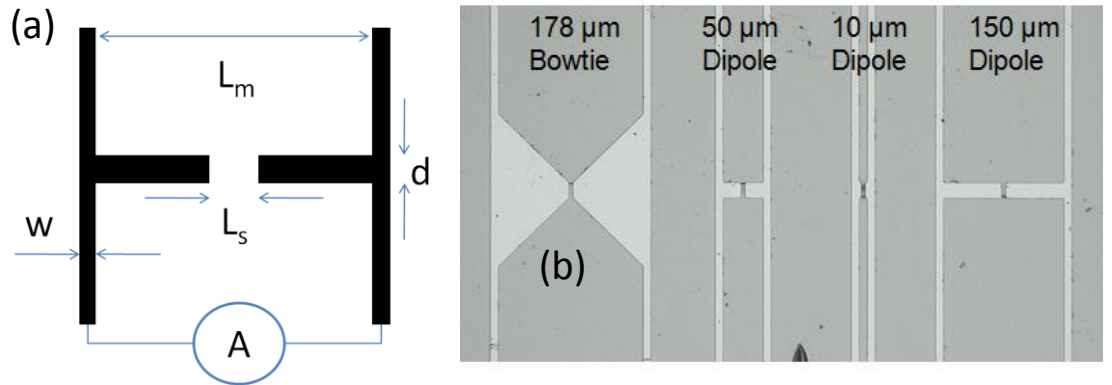 (a)
Lm
d
Ls
w
A
178 µm
Bowtie
50 µm
Dipole
10 µm
Dipole
150 µm
Dipole
(b)